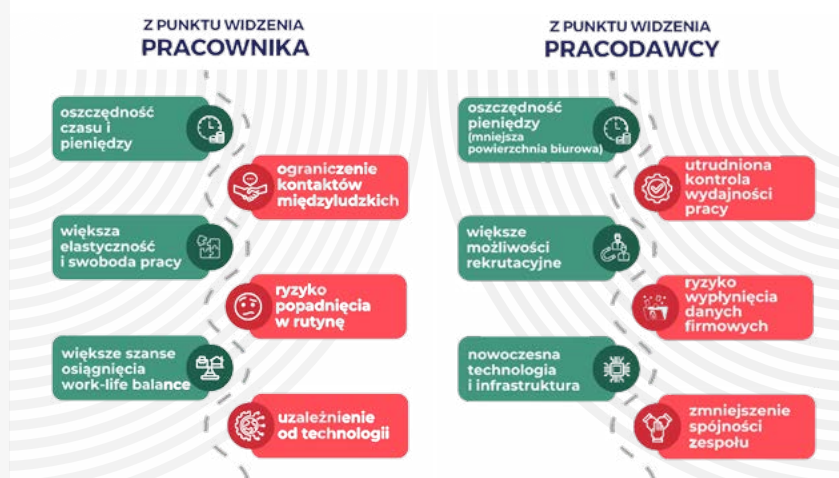 Z PUNKTU WIDZENIA
PRACOWNIKA
oszczędność
czasu i
pieniędzy
ograniczenie
kontaktów
międzyludzkich
większa
elastyczność
i swoboda pracy
ryzyko
popadnięcia
w rutynę
większe szanse
osiągnięcia
work-life balance
uzależnienie
od technologii
Z PUNKTU WIDZENIA
PRACODAWCY
oszczędność
pieniędzy
(mniejsza
powierzchnia biurowa)
utrudniona
kontrola
wydajności
pracy
większe
możliwości
rekrutacyjne
ryzyko
wypłynięcia
danych
firmowych
nowoczesna
technologia
i infrastruktura
zmniejszenie
spójności
zespołu